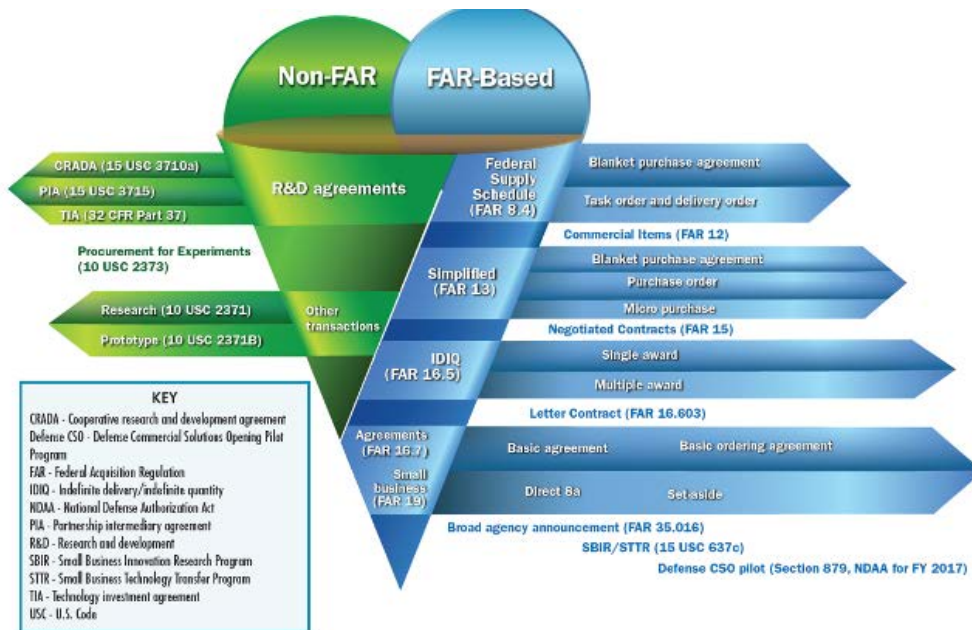 Non-FAR
FAR-Based
CRADA (15 USC 3710a)
PIA (15 USC 3715)
TIA (32 CFR Part 37)
R&D agreements
Procurement for Experiments
(10 USC 2373)
Research (10 USC 2371)
Prototype (10 USC 2371B)
Other
transactions
Federal
Supply
Schedule
(FAR 8.4)
Blanket purchase agreement
Task order and delivery order
Commercial Items (FAR 12)
Simplified
(FAR 13)
Blanket purchase agreement
Purchase order
Micro purchase
Negotiated Contracts (FAR 15)
IDIQ
(FAR 16.5)
Single award
Multiple award
Letter Contract (FAR 16.603)
Agreements
(FAR 16.7)
Basic agreement
Basic ordering agreement
Small
business
(FAR 19)
Direct 8a
Set-aside
Broad agency announcement (FAR 35.016)
SBIR/STTR (15 USC 637c)
Defense CSO pilot (Section 879, NDAA for FY 2017)
KEY
CRADA - Cooperative research and development agreement
Defense CSO - Defense Commercial Solutions Opening Pilot
Program
FAR - Federal Acquisition Regulation
IDIQ - Indefinite delivery/indefinite quantity
NDAA - National Defense Authorization Act
PIA - Partnership intermediary agreement
R&D - Research and development
SBIR - Small Business Innovation Research Program
STTR - Small Business Technology Transfer Program
TIA - Technology investment agreement
USC - U.S. Code